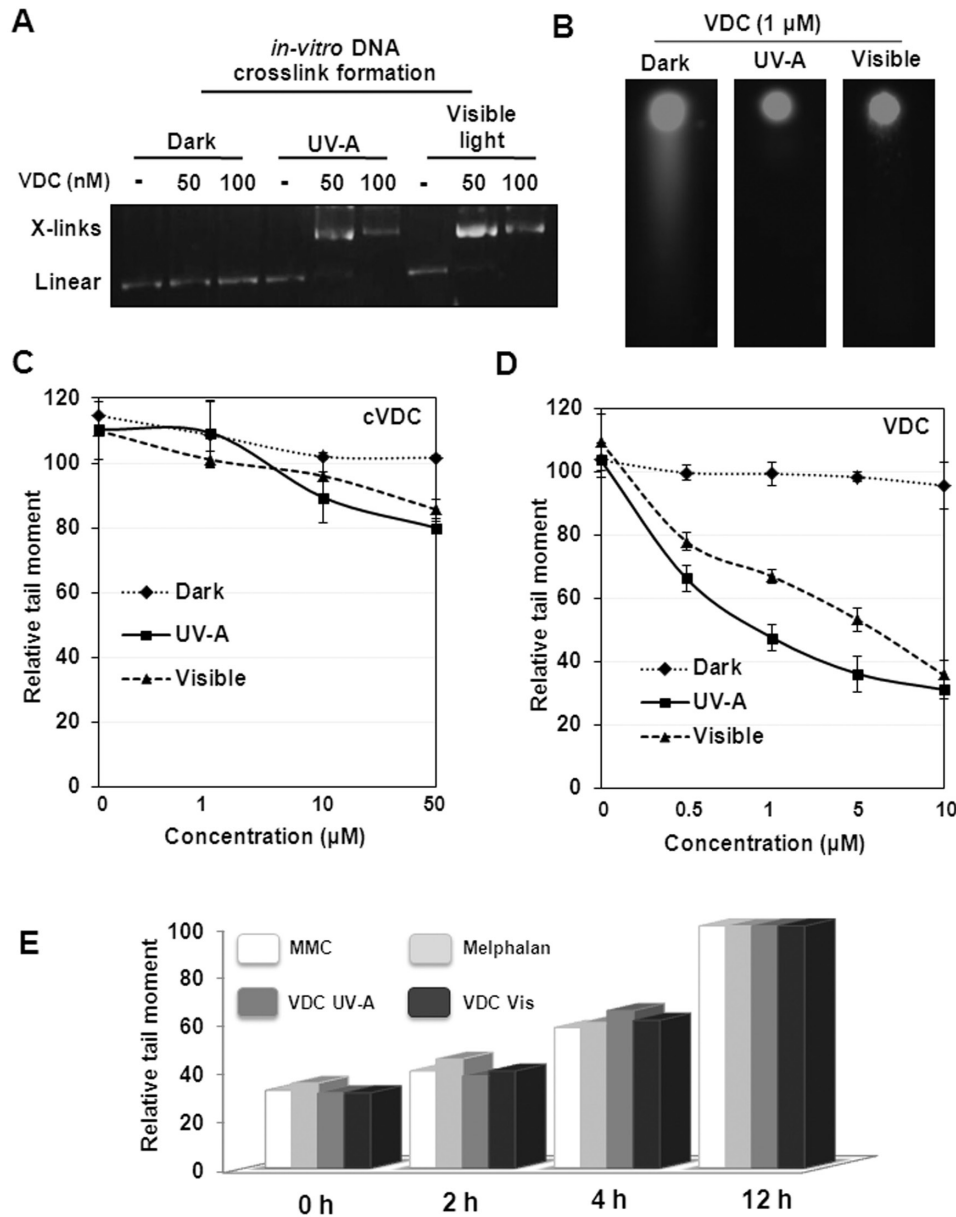 A
in-vitro DNA
crosslink formation
Dark
UV-A
Visible
light
VDC (nM) - 50 100 - 50 100 - 50 100
X-links
Linear
B
VDC (1 µM)
Dark UV-A Visible
C
120
100
80
60
40
20
0
Relative tail moment
cVDC
Dark
UV-A
Visible
0 1 10 50
Concentration (µM)
D
120
100
80
60
40
20
0
Relative tail moment
VDC
Dark
UV-A
Visible
0 0.5 1 5 10
Concentration (µM)
E
100
80
60
40
20
0
Relative tail moment
MMC
Melphalan
VDC UV-A
VDC Vis
0 h 2 h 4 h 12 h